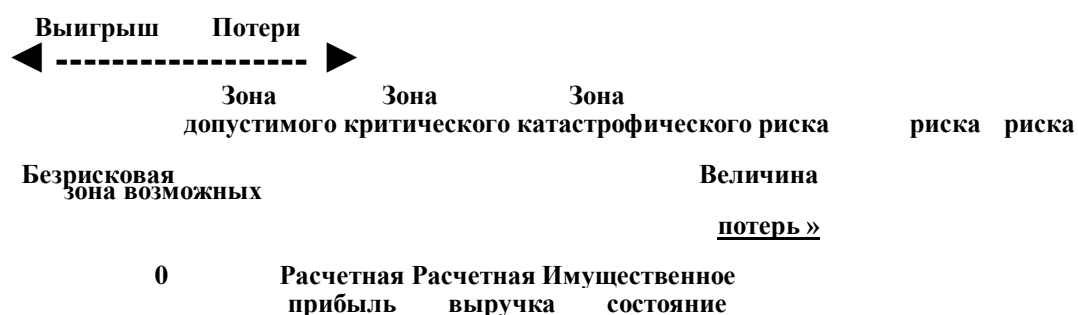 Выигрыш Потери
◄ ------------------ ►
Зона Зона Зона
допустимого критического катастрофического риска риска риска
Безрисковая Величина
зона возможных
потерь »
0 Расчетная Расчетная Имущественное
прибыль выручка состояние